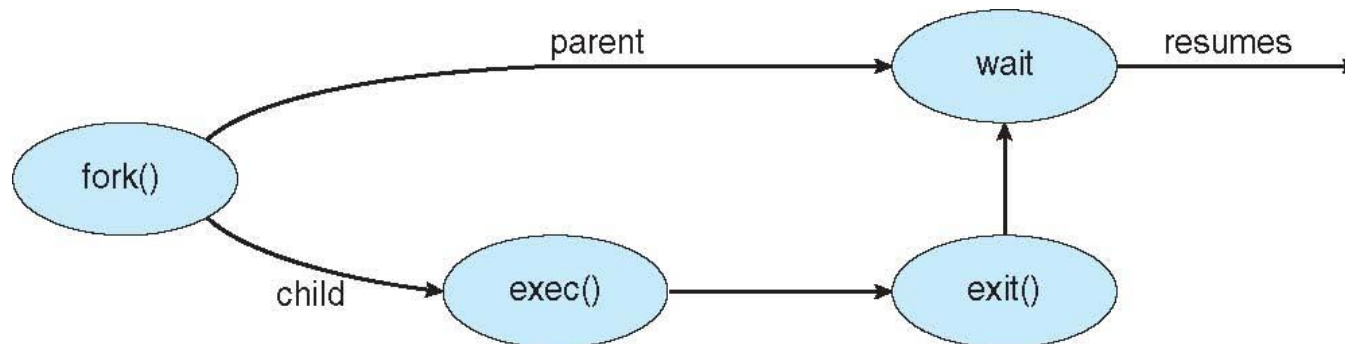 parent
wait
resumes
fork()
child
exec()
exit()